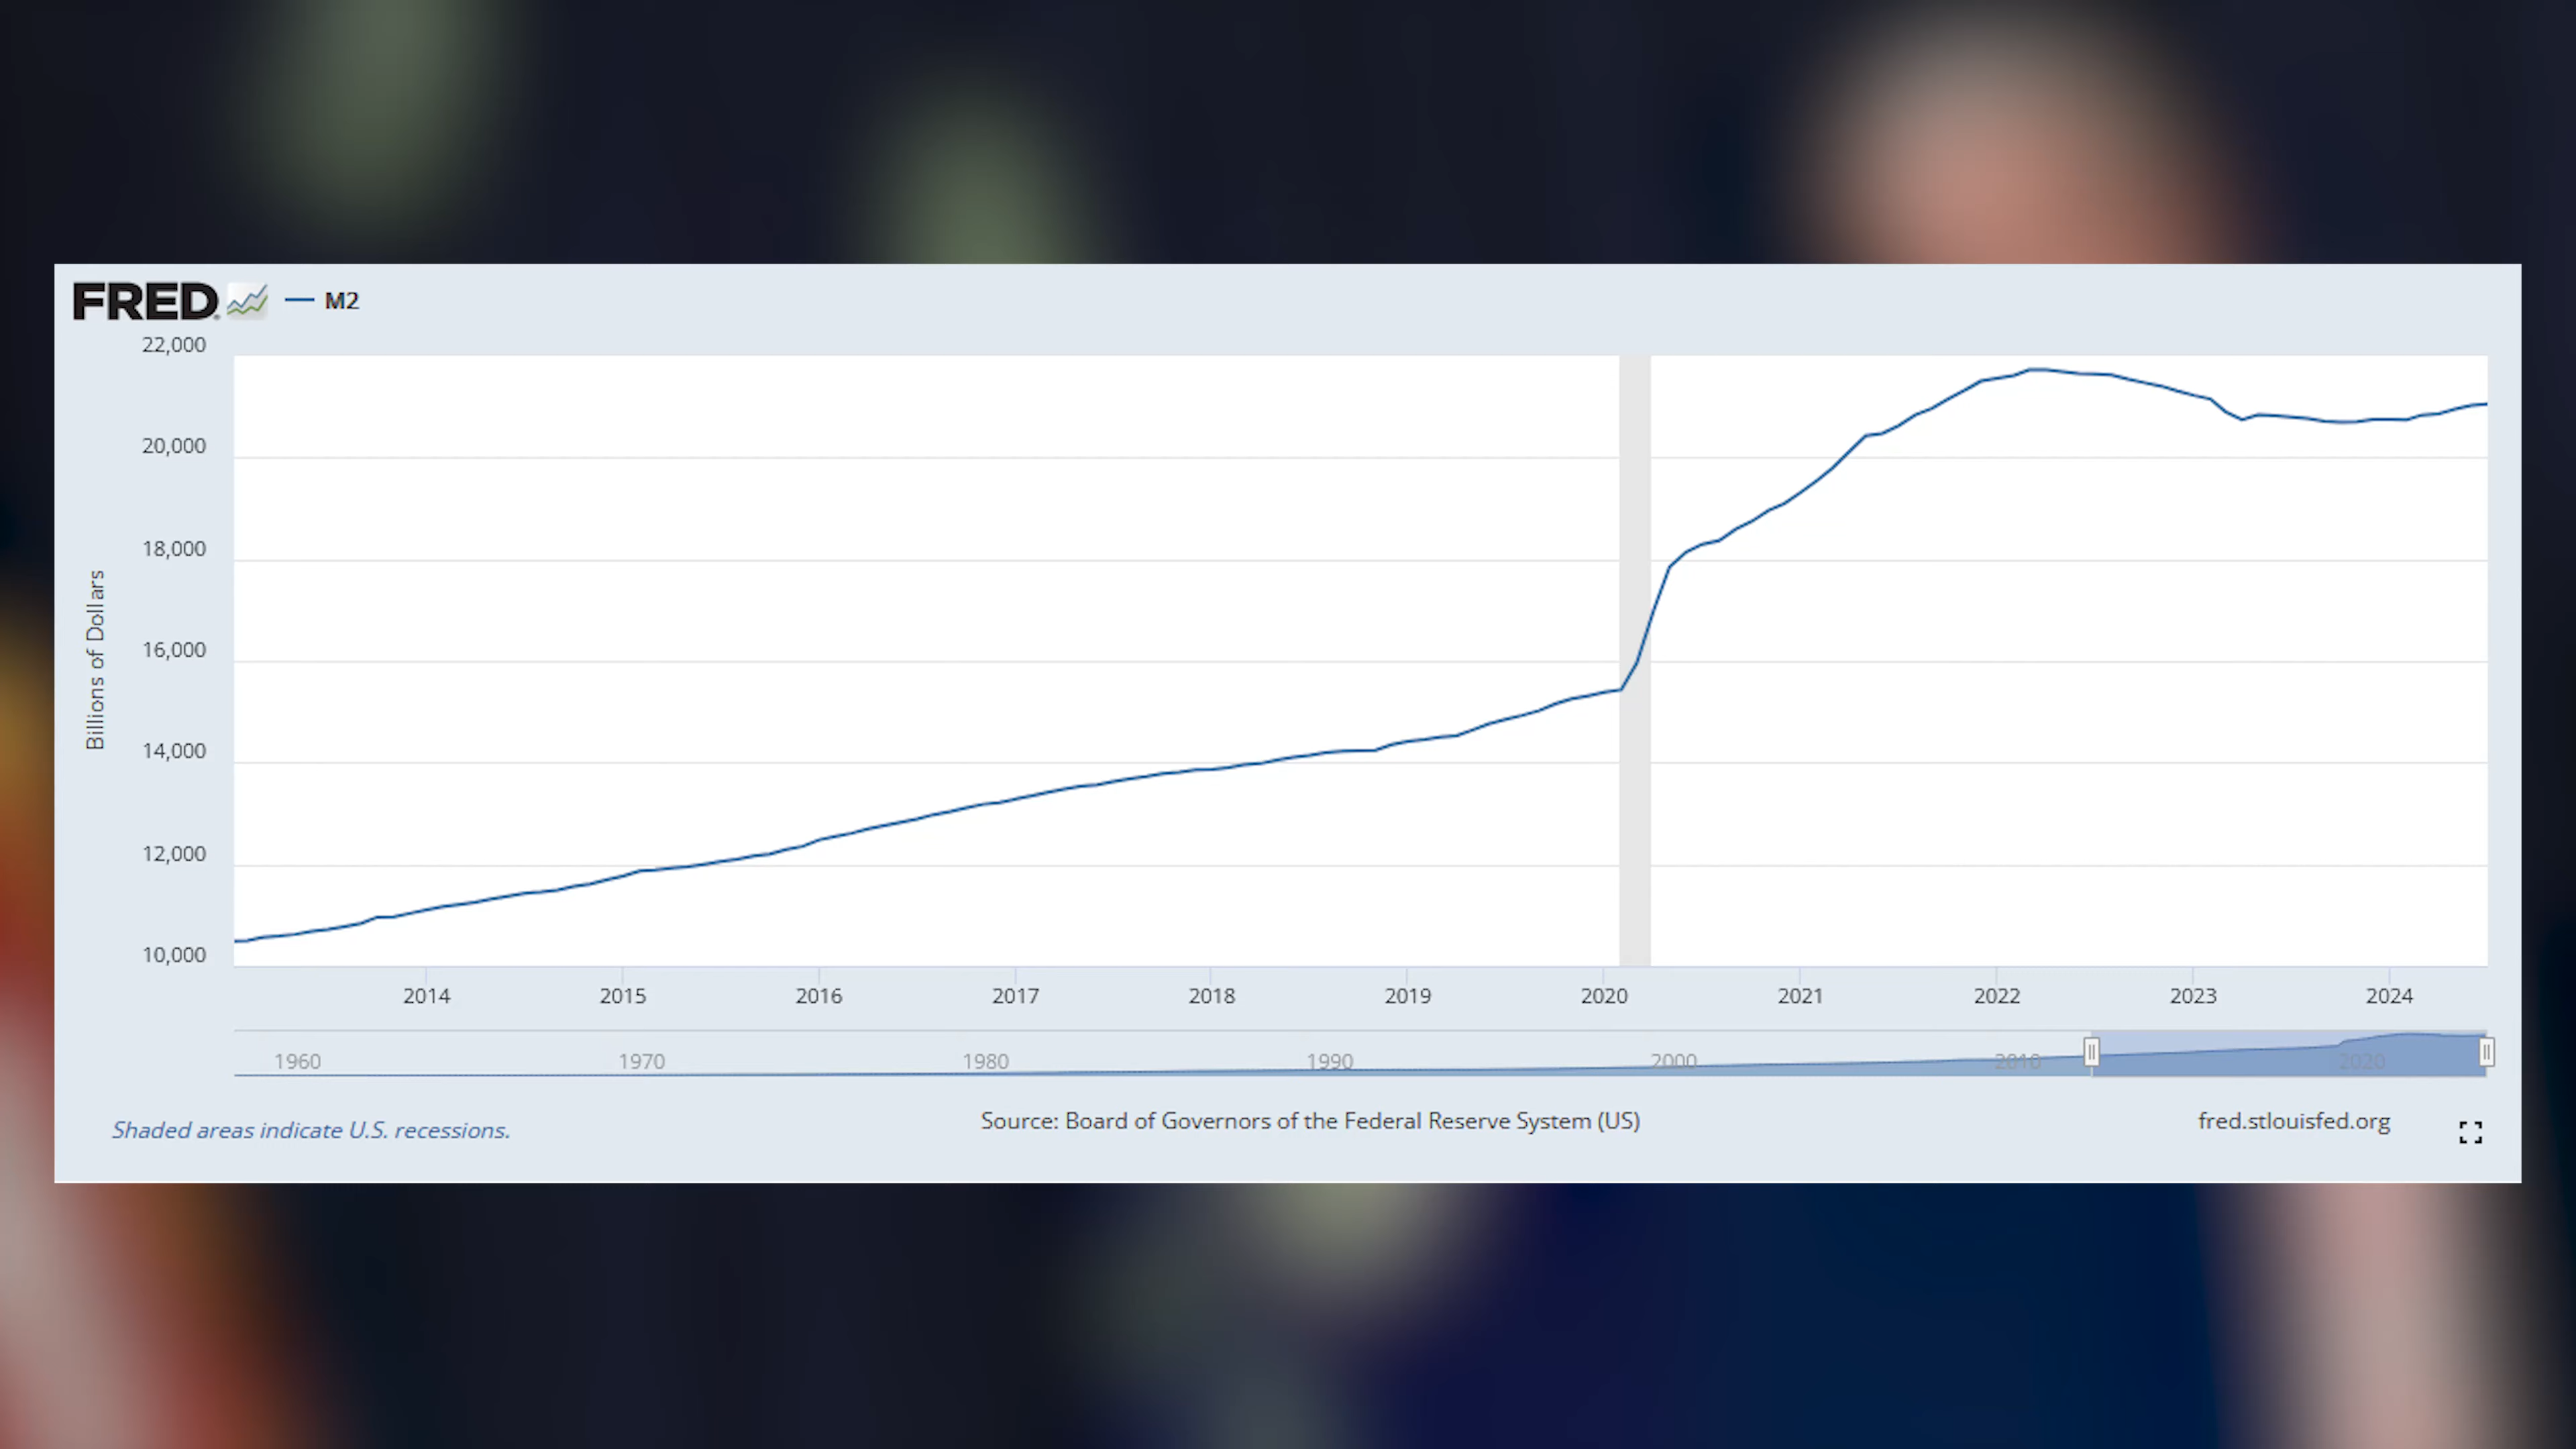 FRED M2
22,000
20,000
18,000
16,000
14,000
12,000
10,000
Billions of Dollars
2014 2015 2016 2017 2018 2019 2020 2021 2022 2023 2024
1960 1970 1980 1990 2000 2010 2020
Shaded areas indicate U.S. recessions.
Source: Board of Governors of the Federal Reserve System (US)
fred.stlouisfed.org